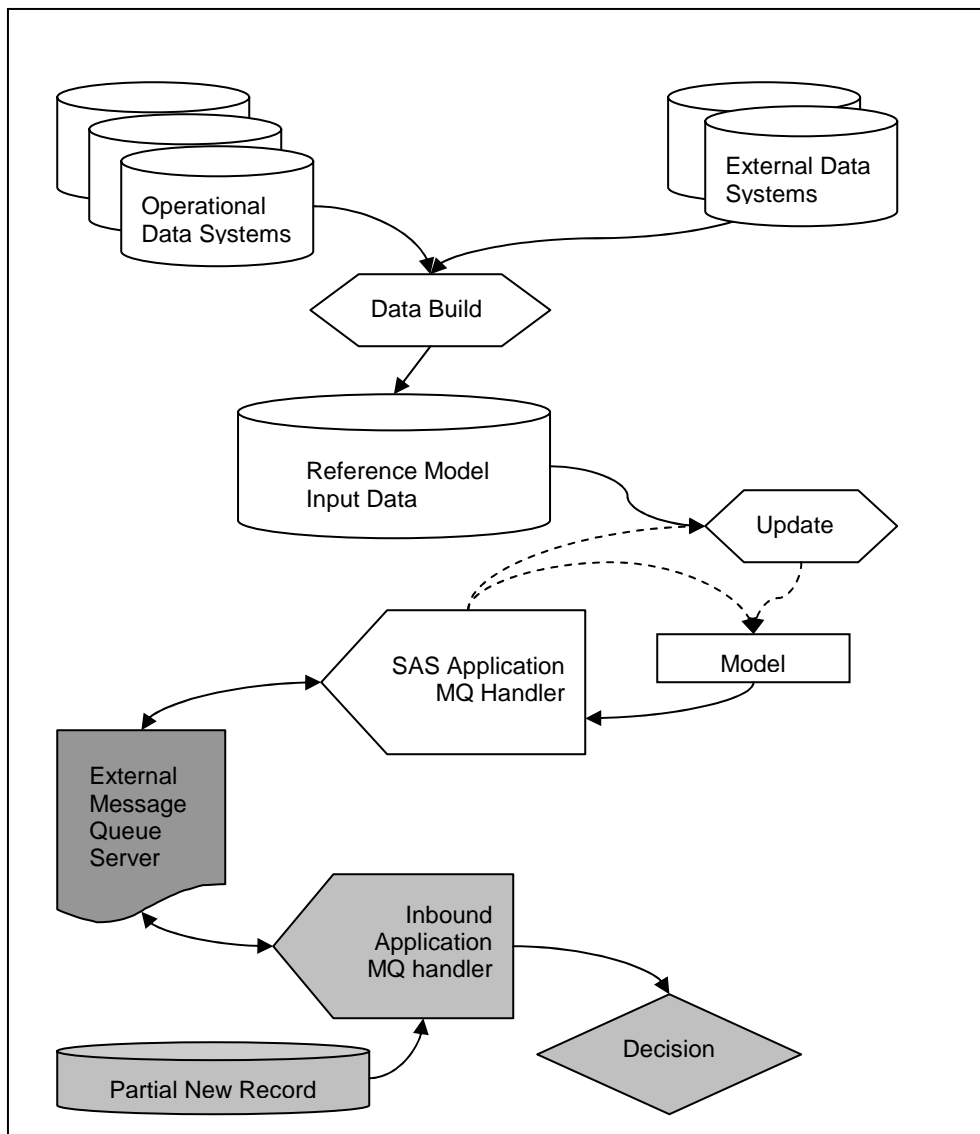 Operational
Data Systems
External Data
Systems
Data Build
Reference Model
Input Data
Update
SAS Application
MQ Handler
Model
External
Message
Queue
Server
Inbound
Application
MQ handler
Decision
Partial New Record